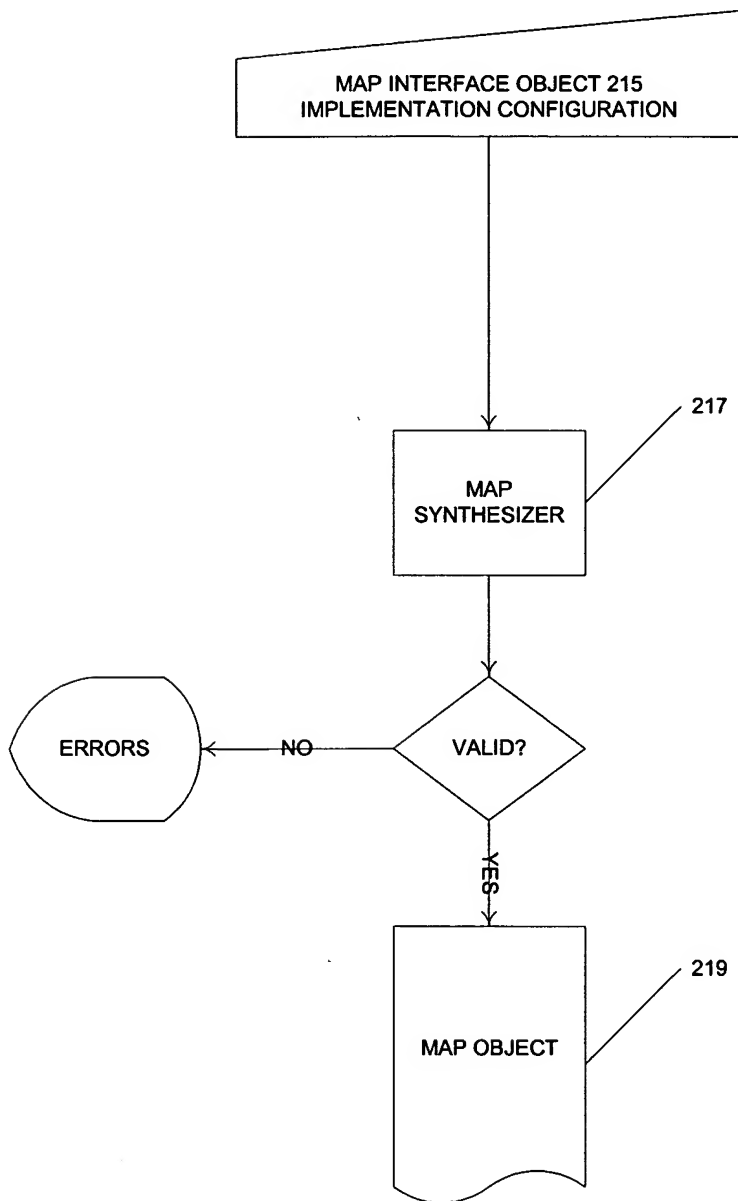 MAP INTERFACE OBJECT 215
IMPLEMENTATION CONFIGURATION
217
MAP
SYNTHESIZER
ERRORS
NO
VALID?
YES
219
MAP OBJECT